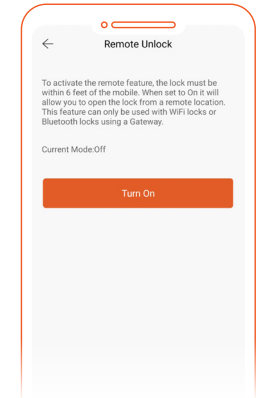 Remote Unlock
To activate the remote feature, the lock must be
within 6 feet of the mobile. When set to On it will
allow you to open the lock from a remote location.
This feature can only be used with WiFi locks or
Bluetooth locks using a Gateway.
Current Mode:Off
Turn On